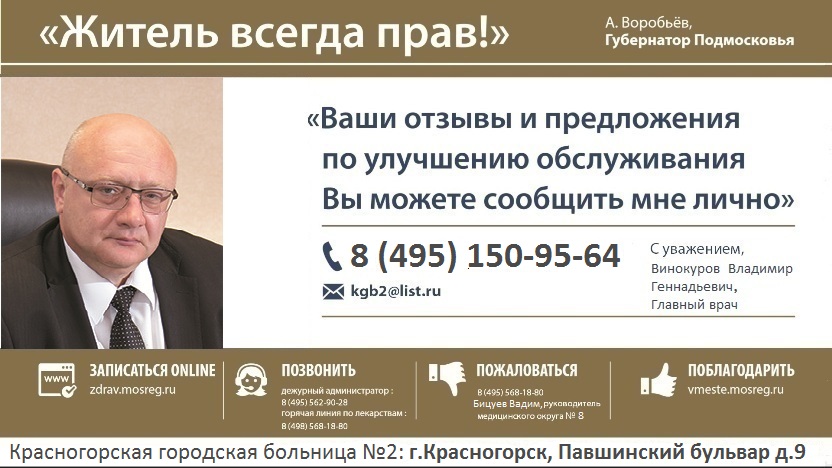 «Житель всегда прав!»
А. Воробьёв,
Губернатор Подмосковья
«Ваши отзывы и предложения
по улучшению обслуживания
Вы можете сообщить мне лично»
8 (495) 150-95-64
kgb2@list.ru
С уважением,
Винокуров Владимир
Геннадьевич,
Главный врач
www
ЗАПИСАТЬСЯ ONLINE
zdrav.mosreg.ru
ПОЗВОНИТЬ
дежурный администратор :
8 (495) 562-90-28
горячая линия по лекарствам :
8 (498) 568-18-80
ПОЖАЛОВАТЬСЯ
8 (495) 568-18-80
Бицуев Вадим, руководитель
медицинского округа № 8
ПОБЛАГОДАРИТЬ
vmeste.mosreg.ru
Красногорская городская больница №2: г.Красногорск, Павшинский бульвар д.9